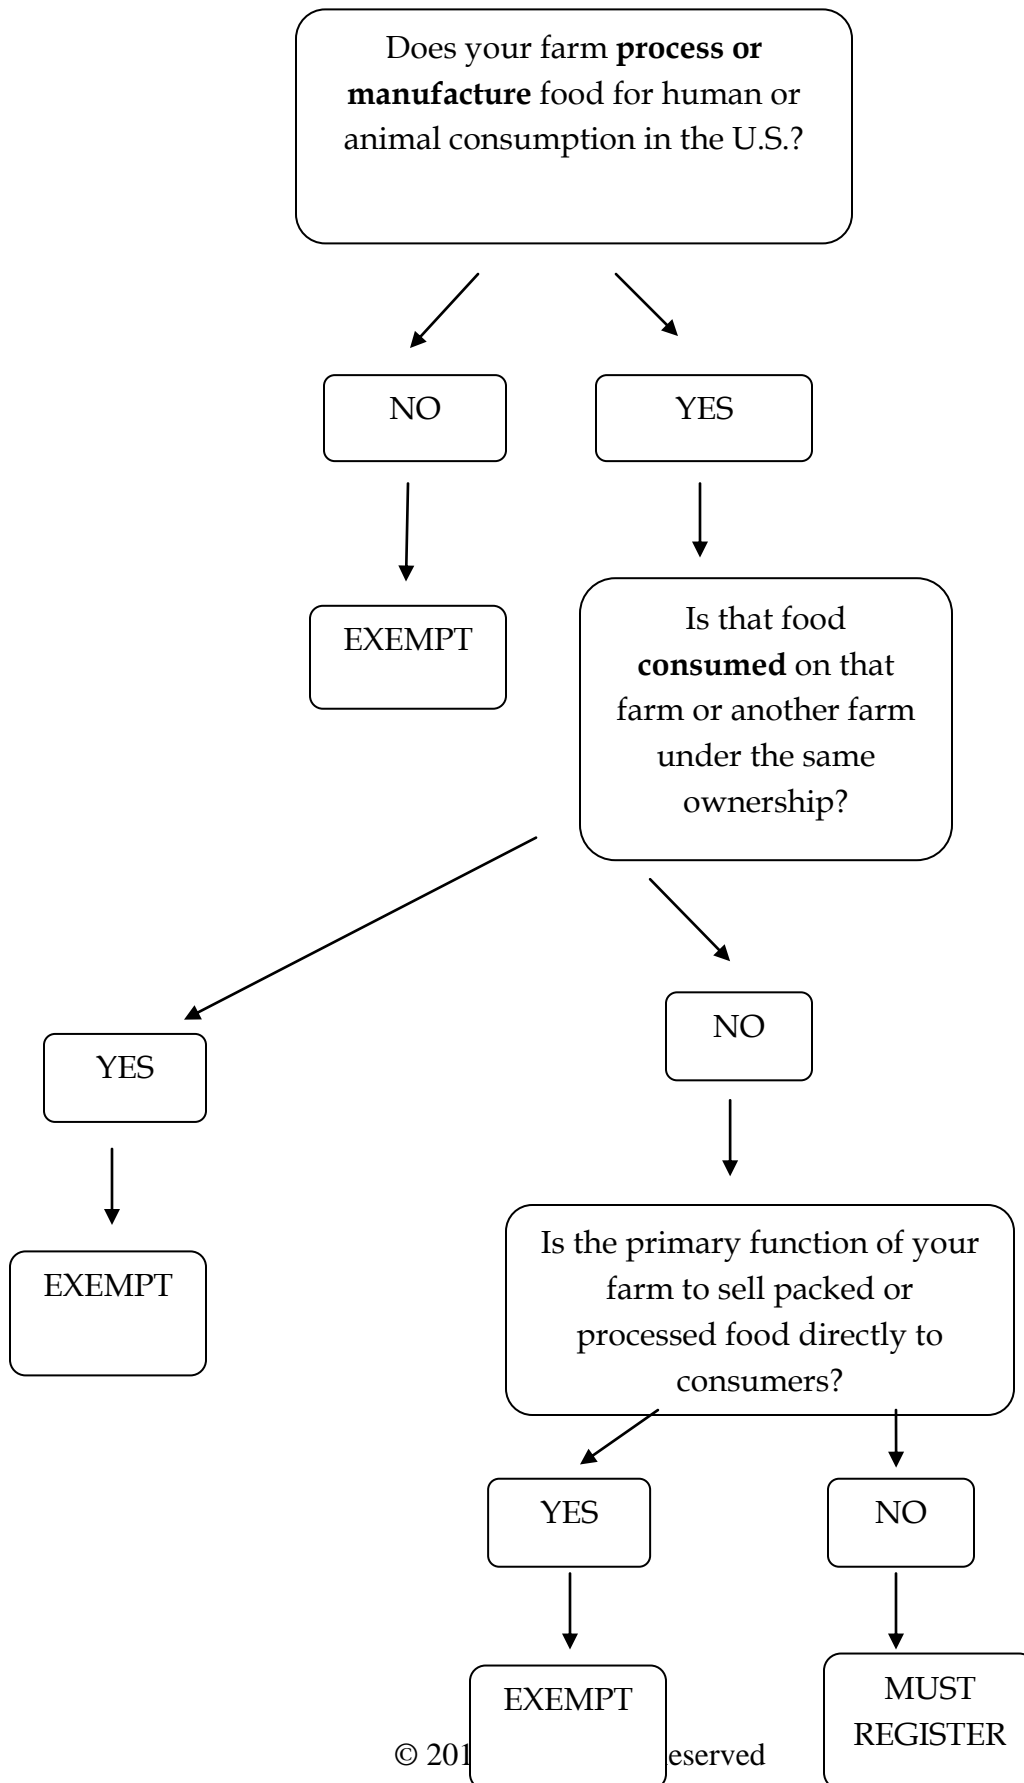 Does your farm process or
manufacture food for human or
animal consumption in the U.S.?
NO
YES
EXEMPT
Is that food
consumed on that
farm or another farm
under the same
ownership?
YES
NO
EXEMPT
Is the primary function of your
farm to sell packed or
processed food directly to
consumers?
YES
NO
EXEMPT
MUST
REGISTER
©